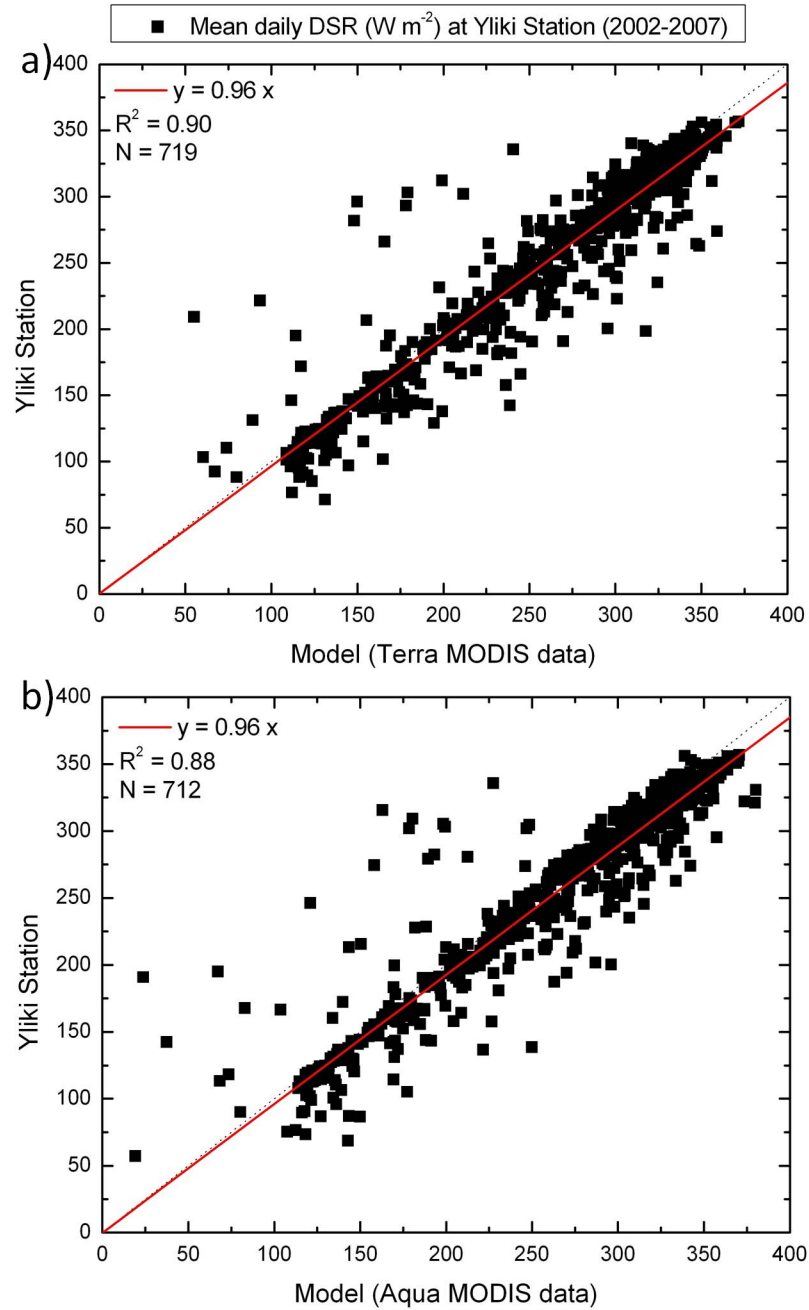 ■ Mean daily DSR (W m⁻²) at Yliki Station (2002-2007)
a)
y = 0.96 x
R² = 0.90
N = 719
400
350
300
250
200
150
100
50
0
Yliki Station
0 50 100 150 200 250 300 350 400
Model (Terra MODIS data)
b)
y = 0.96 x
R² = 0.88
N = 712
400
350
300
250
200
150
100
50
0
Yliki Station
0 50 100 150 200 250 300 350 400
Model (Aqua MODIS data)